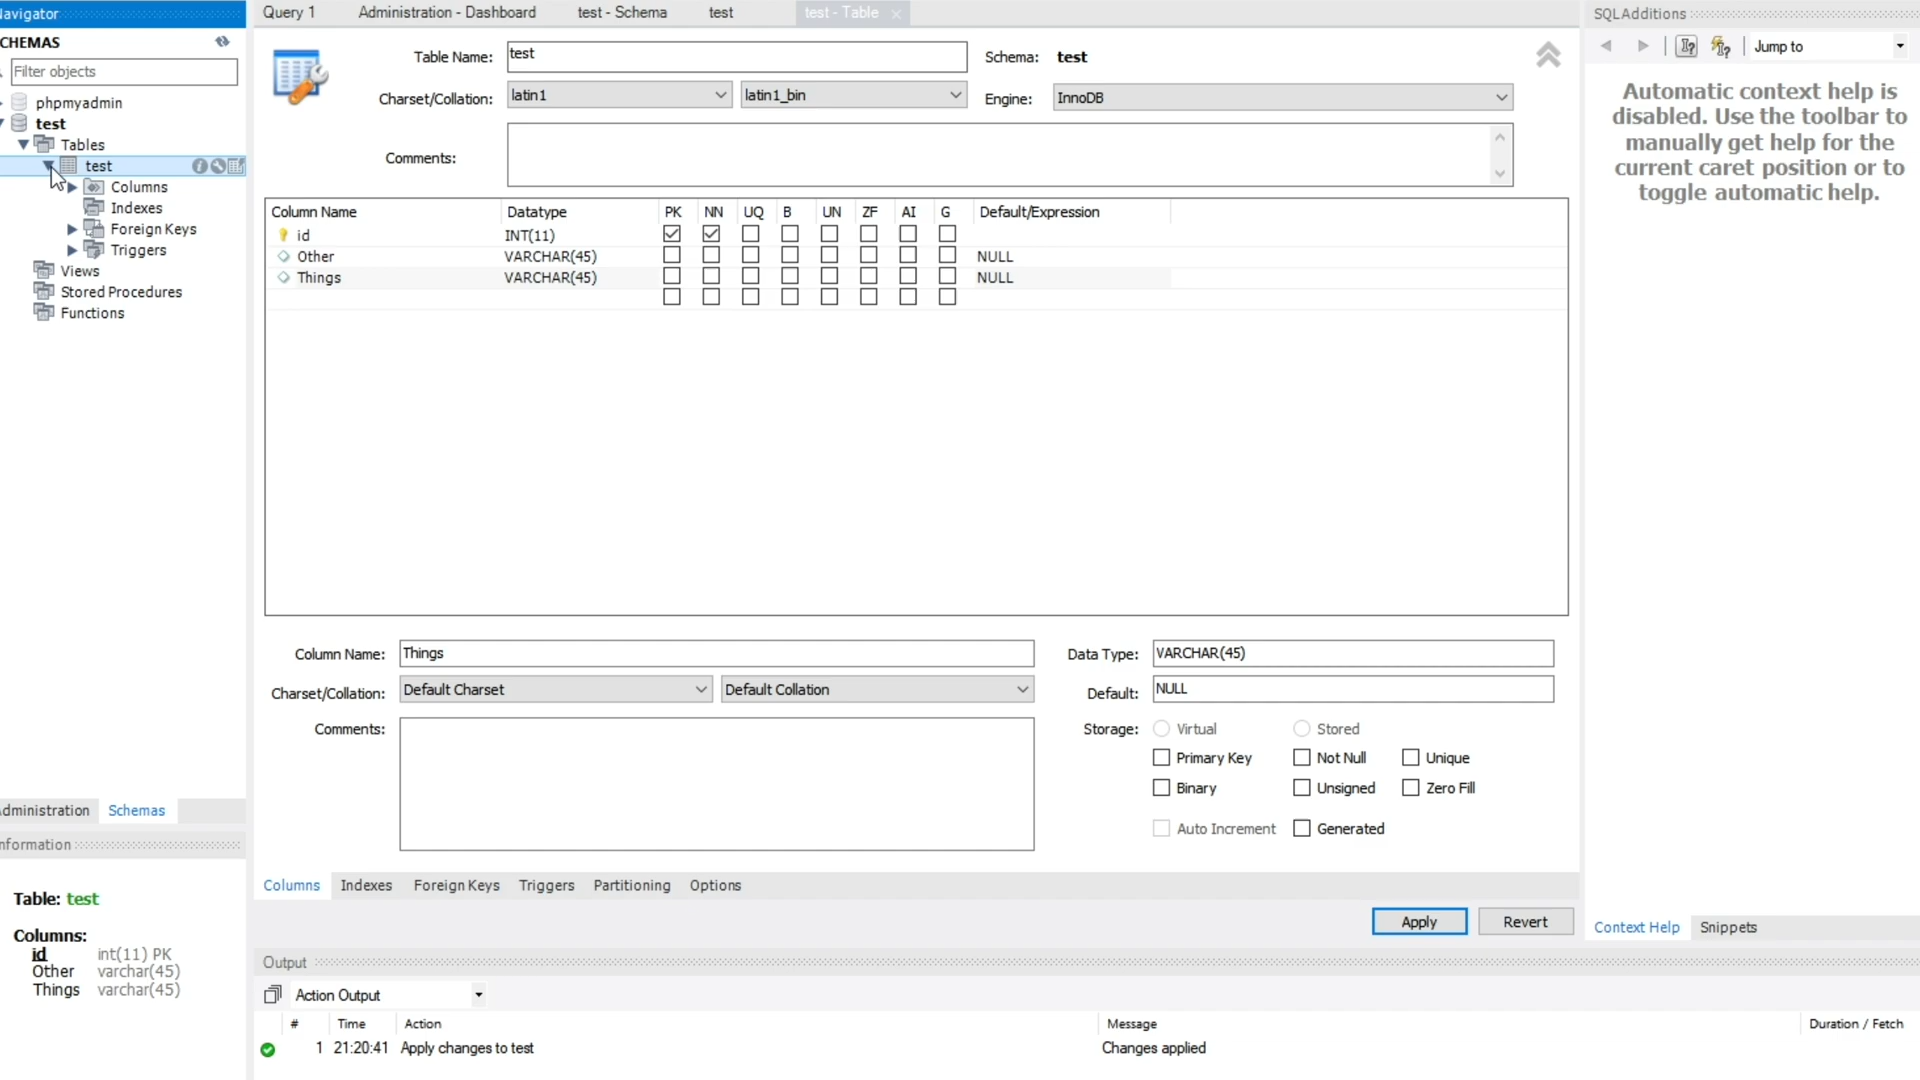 Navigator
SCHEMAS
Filter objects
phpmyadmin
test
Tables
test
Columns
Indexes
Foreign Keys
Triggers
Views
Stored Procedures
Functions
Administration
Schemas
Information
Table: test
Columns:
id int(11) PK
Other varchar(45)
Things varchar(45)
Query 1
Administration - Dashboard
test - Schema
test
test - Table
Table Name: test
Schema: test
Charset/Collation: latin1 latin1_bin
Engine: InnoDB
Comments:
Column Name Datatype PK NN UQ B UN ZF AI G Default/Expression
id INT(11)
Other VARCHAR(45) NULL
Things VARCHAR(45) NULL
Column Name: Things
Data Type: VARCHAR(45)
Charset/Collation: Default Charset Default Collation
Default: NULL
Comments:
Storage: Virtual Stored
Primary Key Not Null Unique
Binary Unsigned Zero Fill
Auto Increment Generated
Columns Indexes Foreign Keys Triggers Partitioning Options
Apply Revert
Output
Action Output
# Time Action Message Duration / Fetch
1 21:20:41 Apply changes to test Changes applied
SQLAdditions
Jump to
Automatic context help is
disabled. Use the toolbar to
manually get help for the
current caret position or to
toggle automatic help.
Context Help Snippets